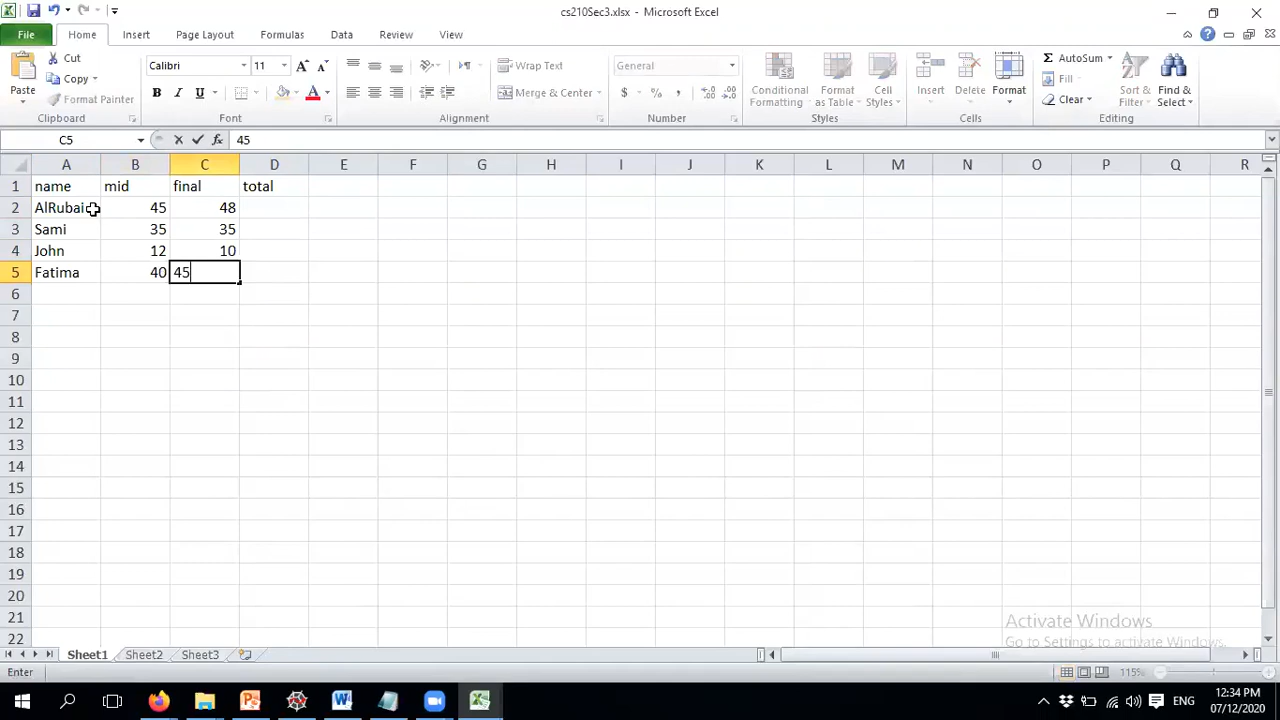 cs210Sec3.xlsx - Microsoft Excel
File Home Insert Page Layout Formulas Data Review View
Cut
Copy
Format Painter
Paste
Clipboard
Calibri 11
B I U
Font
Wrap Text
Merge & Center
Alignment
General
$ % ,
Number
Conditional Formatting
Format as Table
Cell Styles
Styles
Insert Delete Format
Cells
AutoSum
Fill
Clear
Sort & Filter
Find & Select
Editing
C5 fx 45
A B C D E F G H I J K L M N O P Q R
1 name mid final total
2 AlRubai 45 48
3 Sami 35 35
4 John 12 10
5 Fatima 40 45
6
7
8
9
10
11
12
13
14
15
16
17
18
19
20
21
22
Activate Windows
Go to Settings to activate Windows.
Sheet1 Sheet2 Sheet3
Enter 115%
ENG
12:34 PM
07/12/2020